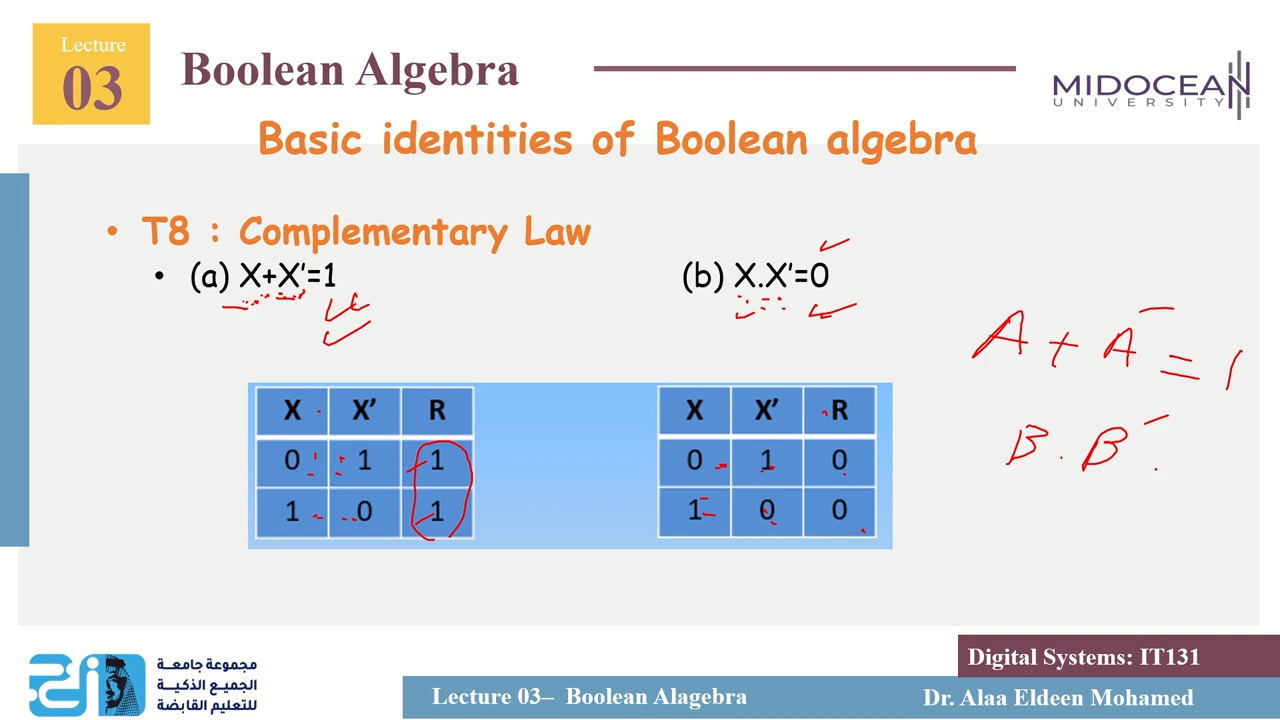 Lecture
03
Boolean Algebra
MIDOCEAN
UNIVERSITY
Basic identities of Boolean algebra
• T8 : Complementary Law
• (a) X+X’=1 (b) X.X’=0
A + A̅ = 1
B . B̅
X X’ R
0 1 1
1 0 1
X X’ R
0 1 0
1 0 0
مجموعة جامعة
الجميع الذكية
للتعليم القابضة
Digital Systems: IT131
Lecture 03– Boolean Alagebra
Dr. Alaa Eldeen Mohamed